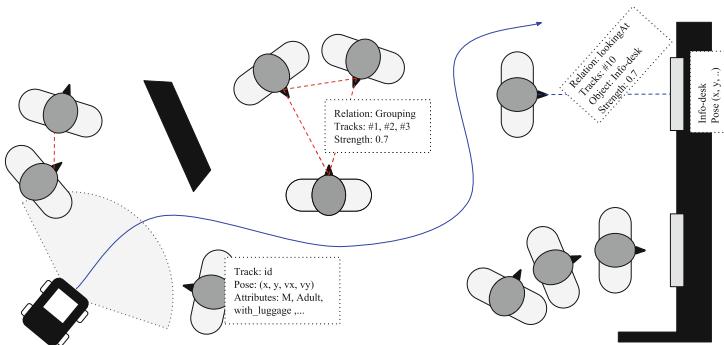 Relation: Grouping
Tracks: #1, #2, #3
Strength: 0.7
Relation: lookingAt
Tracks: #10
Object: Info-desk
Strength: 0.7
Info-desk
Pose (x, y,...)
Track: id
Pose: (x, y, vx, vy)
Attributes: M, Adult,
with_luggage ,...